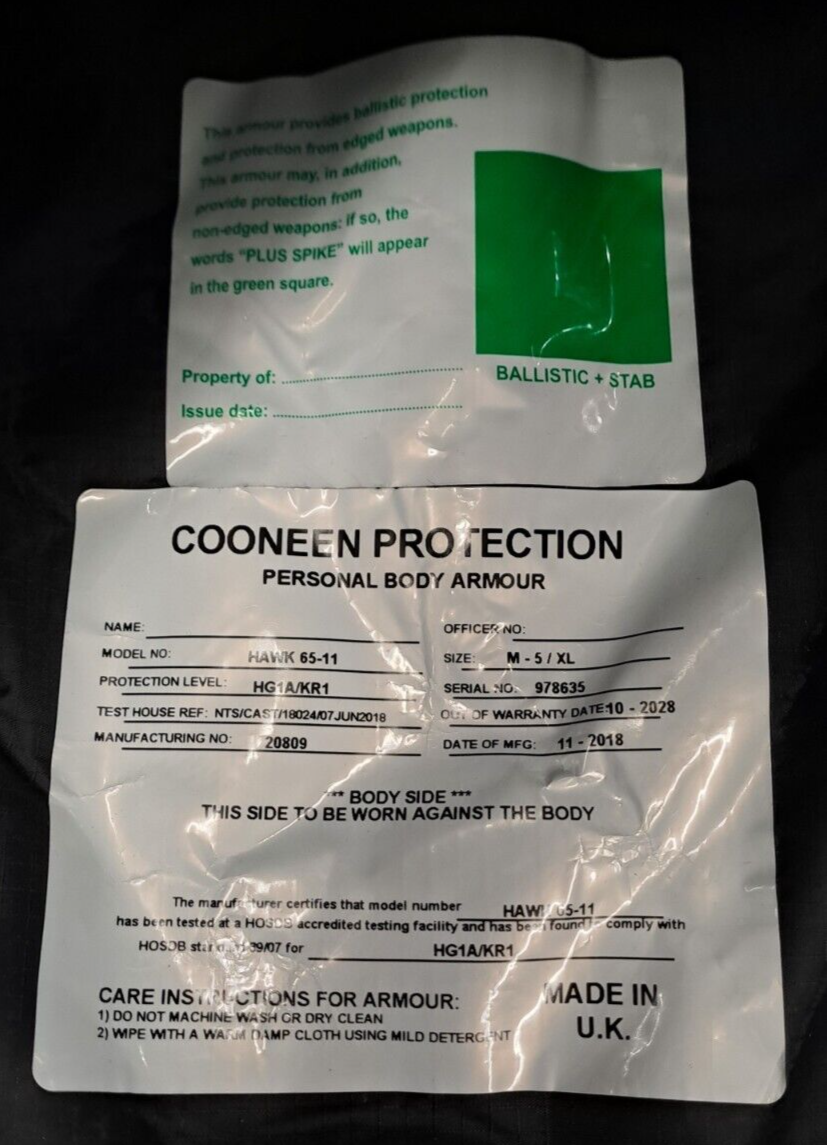 This armour provides ballistic protection
and protection from edged weapons.
This armour may, in addition,
provide protection from
non-edged weapons: if so, the
words "PLUS SPIKE" will appear
in the green square.
Property of:
BALLISTIC + STAB
Issue date:
COONEEN PROTECTION
PERSONAL BODY ARMOUR
NAME: OFFICER NO:
MODEL NO: HAWK 65-11 SIZE: M - 5 / XL
PROTECTION LEVEL: HG1A/KR1 SERIAL NO: 978635
TEST HOUSE REF: NTS/CAST/18024/07JUN2018 OUT OF WARRANTY DATE: 10 - 2028
MANUFACTURING NO: 20809 DATE OF MFG: 11 - 2018
*** BODY SIDE ***
THIS SIDE TO BE WORN AGAINST THE BODY
The manufacturer certifies that model number HAWK 65-11
has been tested at a HOSDB accredited testing facility and has been found to comply with
HOSDB standard 39/07 for HG1A/KR1
CARE INSTRUCTIONS FOR ARMOUR:
1) DO NOT MACHINE WASH OR DRY CLEAN
2) WIPE WITH A WARM DAMP CLOTH USING MILD DETERGENT
MADE IN
U.K.